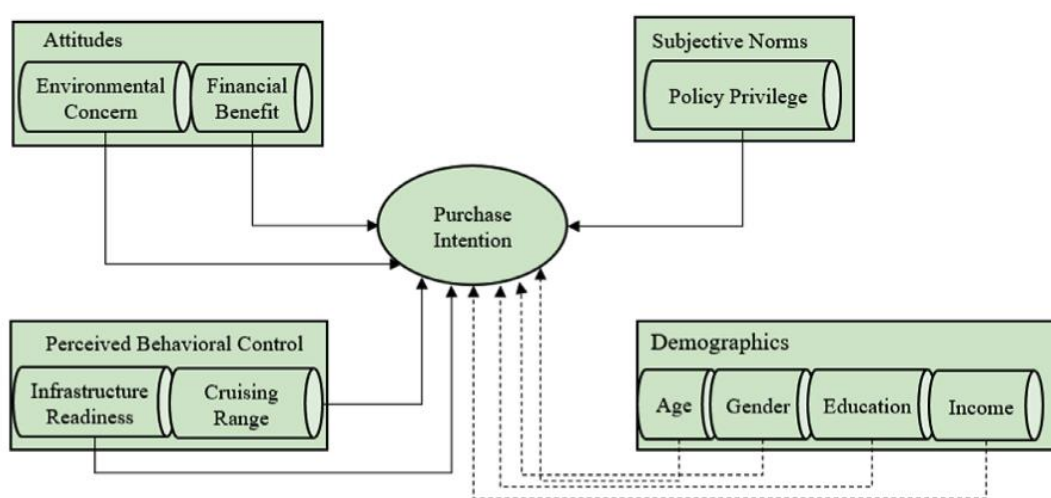 Attitudes
Environmental
Concern
Financial
Benefit
Subjective Norms
Policy Privilege
Purchase
Intention
Perceived Behavioral Control
Infrastructure
Readiness
Cruising
Range
Demographics
Age
Gender
Education
Income